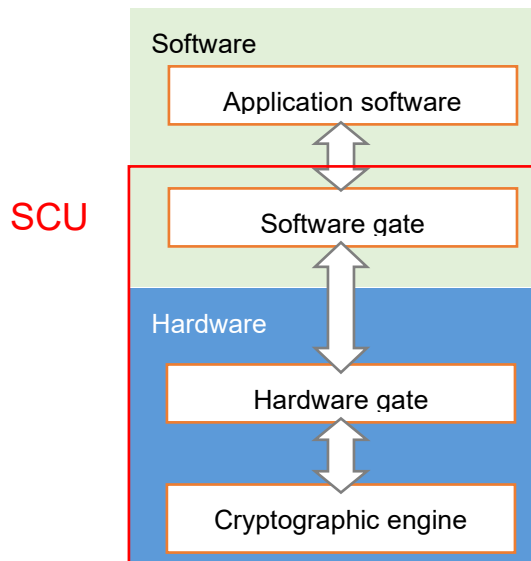 Software
Application software
SCU
Software gate
Hardware
Hardware gate
Cryptographic engine